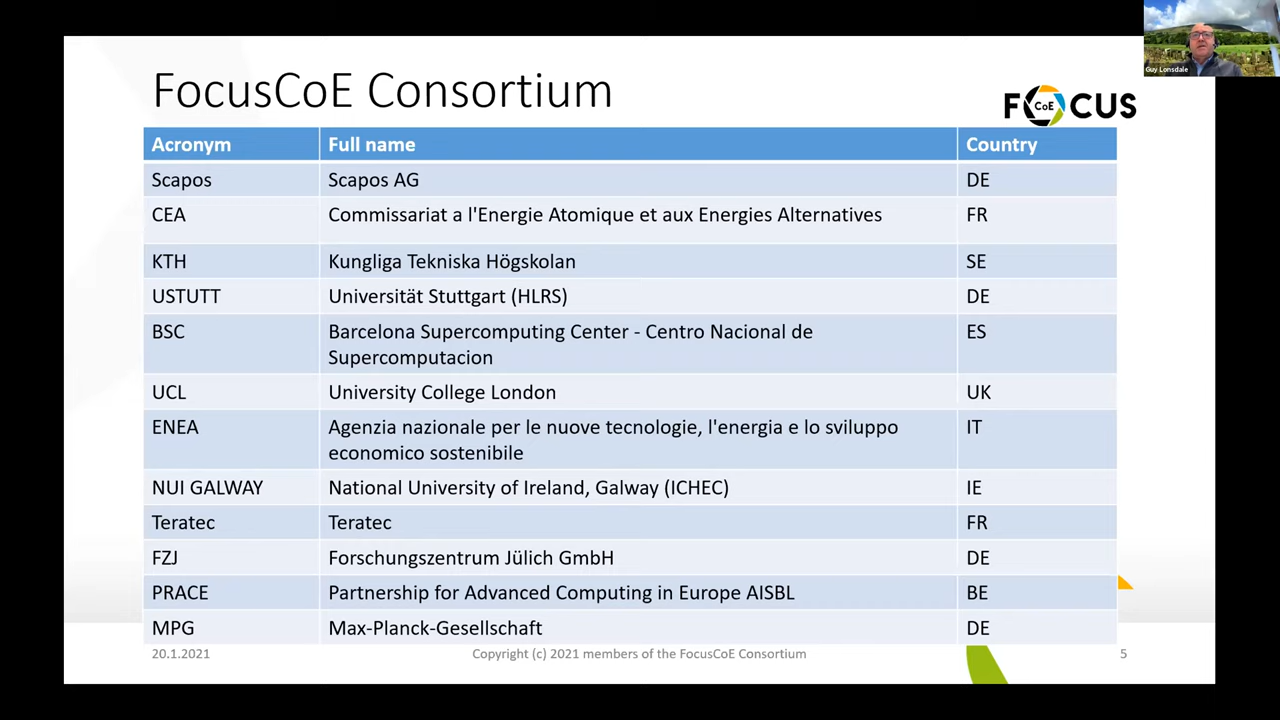 Guy Lonsdale
FocusCoE Consortium
FOCUS
CoE
Acronym Full name Country
Scapos Scapos AG DE
CEA Commissariat a l'Energie Atomique et aux Energies Alternatives FR
KTH Kungliga Tekniska Högskolan SE
USTUTT Universität Stuttgart (HLRS) DE
BSC Barcelona Supercomputing Center - Centro Nacional de ES
Supercomputacion
UCL University College London UK
ENEA Agenzia nazionale per le nuove tecnologie, l'energia e lo sviluppo IT
economico sostenibile
NUI GALWAY National University of Ireland, Galway (ICHEC) IE
Teratec Teratec FR
FZJ Forschungszentrum Jülich GmbH DE
PRACE Partnership for Advanced Computing in Europe AISBL BE
MPG Max-Planck-Gesellschaft DE
20.1.2021 Copyright (c) 2021 members of the FocusCoE Consortium 5